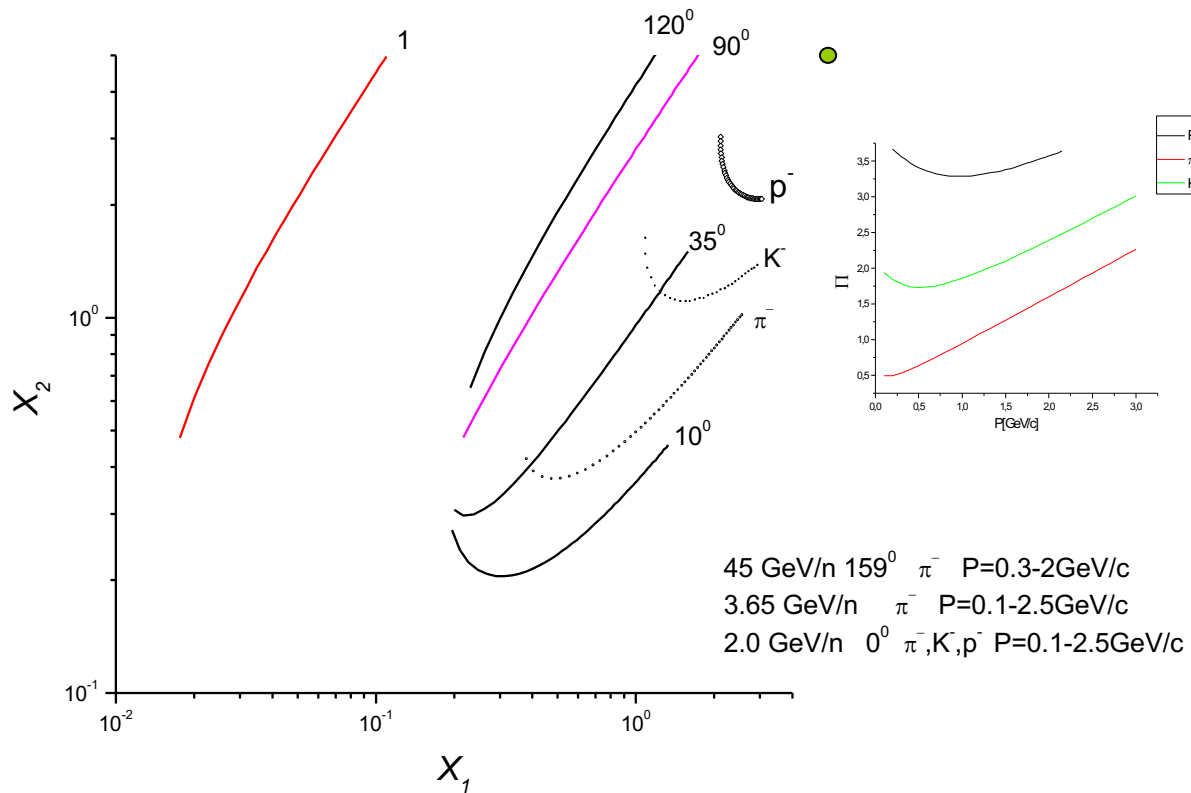 1
120⁰
90⁰
p⁻
35⁰
K⁻
π⁻
10⁰
10⁰
10⁻¹
10⁻² 10⁻¹ 10⁰
X₂
X₁
3,5
3,0
2,5
2,0
1,5
1,0
0,5
0,0 0,5 1,0 1,5 2,0 2,5 3,0
Π
P[GeV/c]
45 GeV/n 159⁰ π⁻ P=0.3-2GeV/c
3.65 GeV/n π⁻ P=0.1-2.5GeV/c
2.0 GeV/n 0⁰ π⁻,K⁻,p⁻ P=0.1-2.5GeV/c